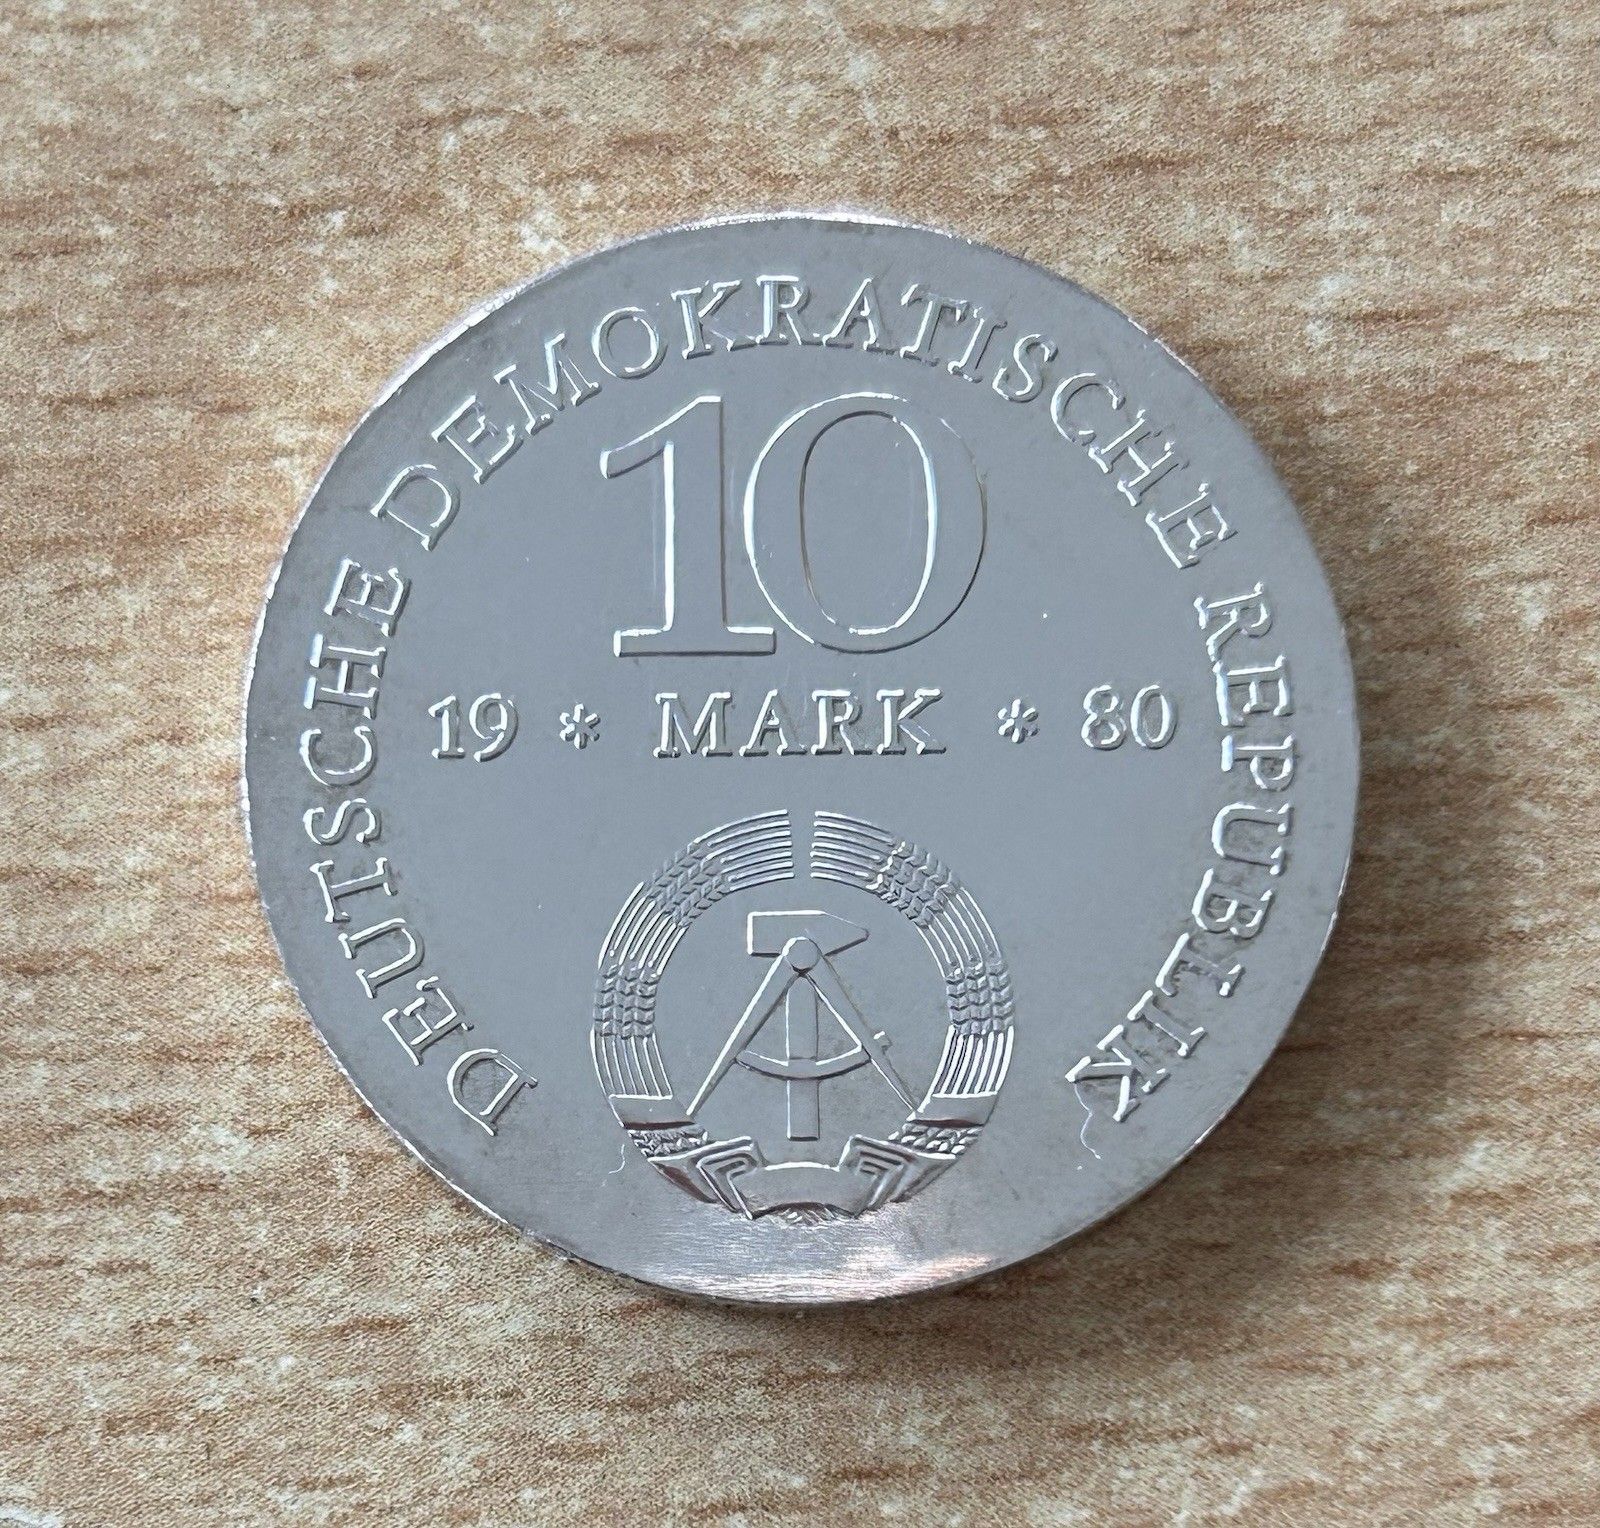 DEUTSCHE DEMOKRATISCHE REPUBLIK
10
19 * MARK * 80